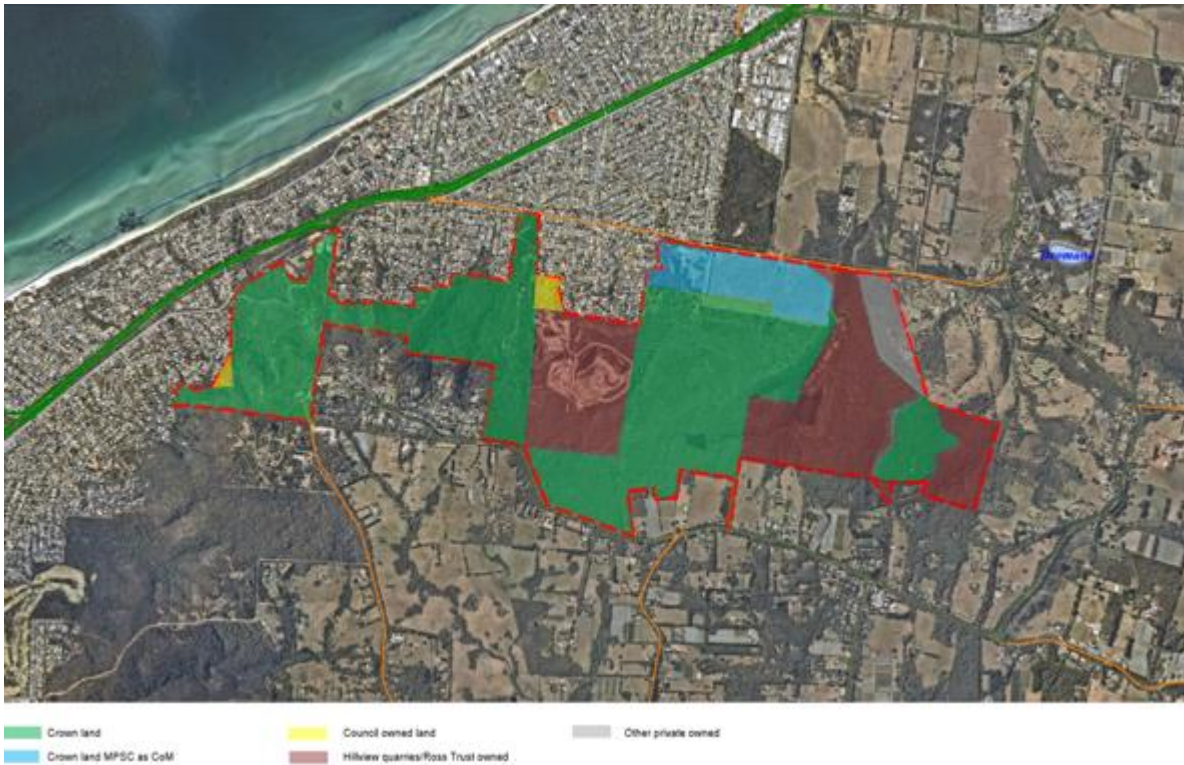 Crown land
Council owned land
Other private owned
Crown land MPSC as CoM
Hillview quarries/Ross Trust owned